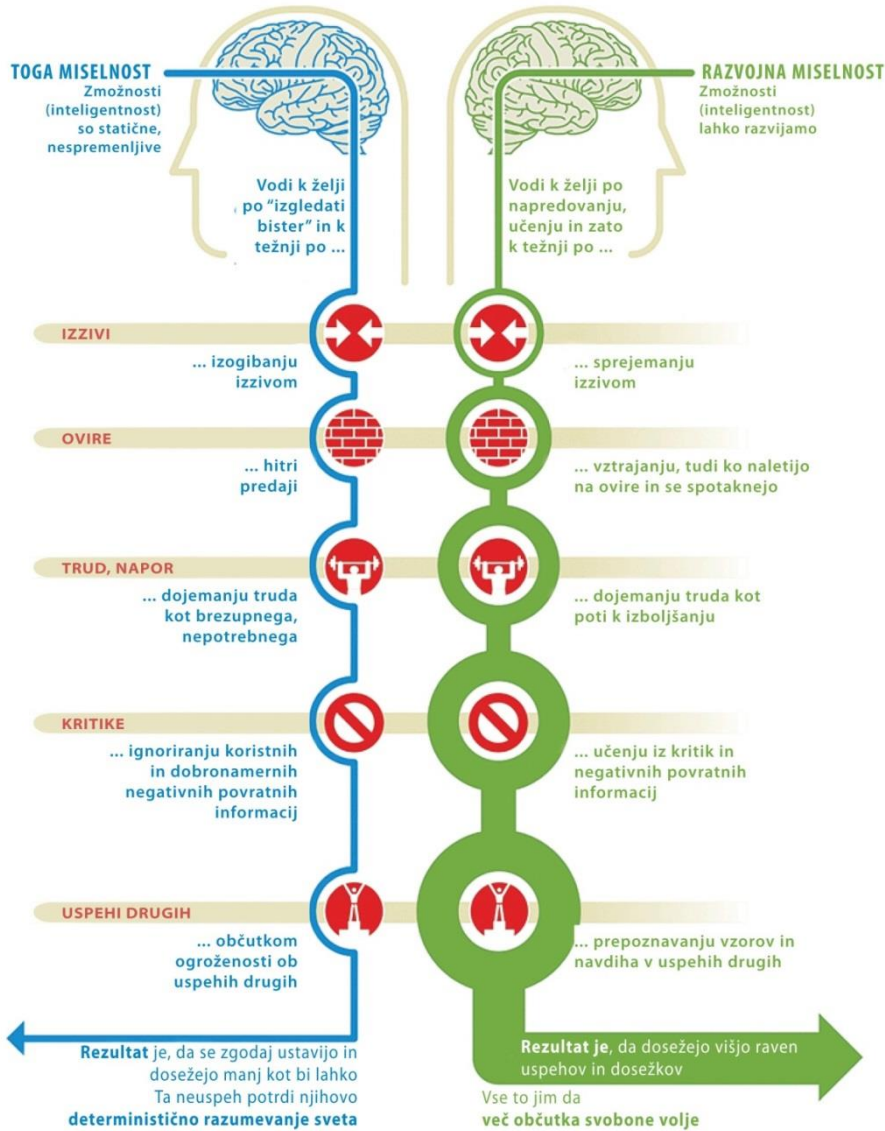 TOGA MISELNOST
Zmožnosti
(inteligentnost)
so statične,
nespremenljive
RAZVOJNA MISELNOST
Zmožnosti
(inteligentnost)
lahko razvijamo
Vodi k želji
po "izgledati
bister" in k
težnji po ...
Vodi k želji po
napredovanju,
učenju in zato
k težnji po ...
IZZIVI
... izogibanju
izzivom
... sprejemanju
izzivom
OVIRE
... hitri
predaji
... vztrajanju, tudi ko naletijo
na ovire in se spotaknejo
TRUD, NAPOR
... dojemanju truda
kot brezupnega,
nepotrebnega
... dojemanju truda kot
poti k izboljšanju
KRITIKE
... ignoriranju koristnih
in dobronamernih
negativnih povratnih
informacij
... učenju iz kritik in
negativnih povratnih
informacij
USPEHI DRUGIH
... občutkom
ogroženosti ob
uspehih drugih
... prepoznavanju vzorov in
navdiha v uspehih drugih
Rezultat je, da se zgodaj ustavijo in
dosežejo manj kot bi lahko
Ta neuspeh potrdi njihovo
deterministično razumevanje sveta
Rezultat je, da dosežejo višjo raven
uspehov in dosežkov
Vse to jim da
več občutka svobone volje